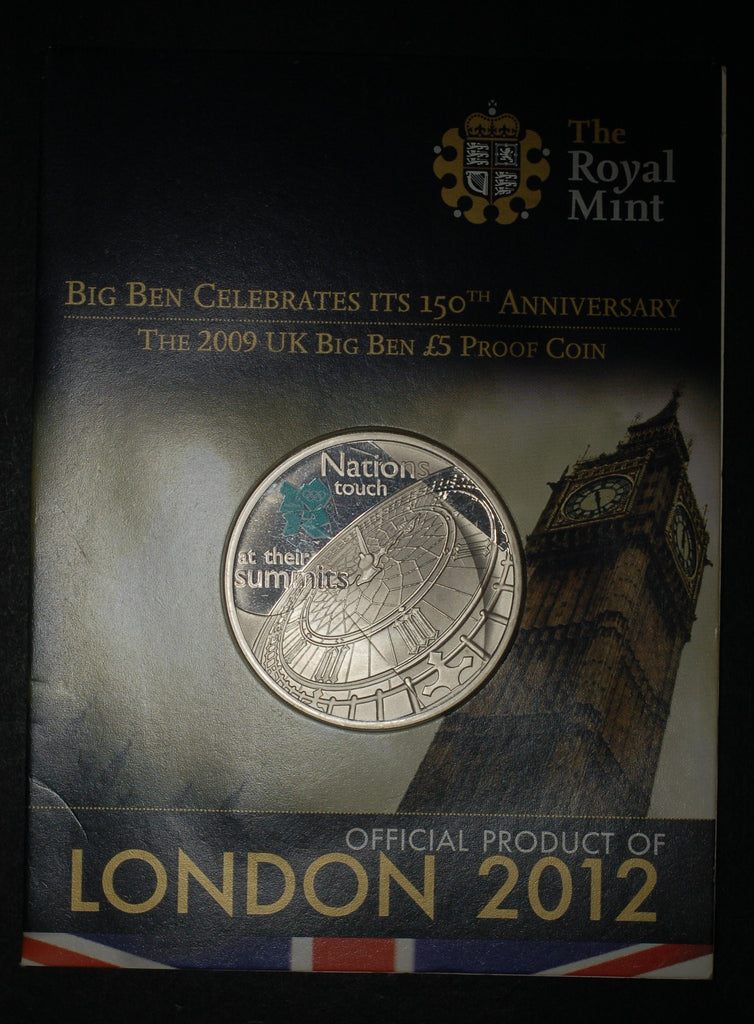 The
Royal
Mint
BIG BEN CELEBRATES ITS 150TH ANNIVERSARY
THE 2009 UK BIG BEN £5 PROOF COIN
Nations
touch
at their
summits
OFFICIAL PRODUCT OF
LONDON 2012